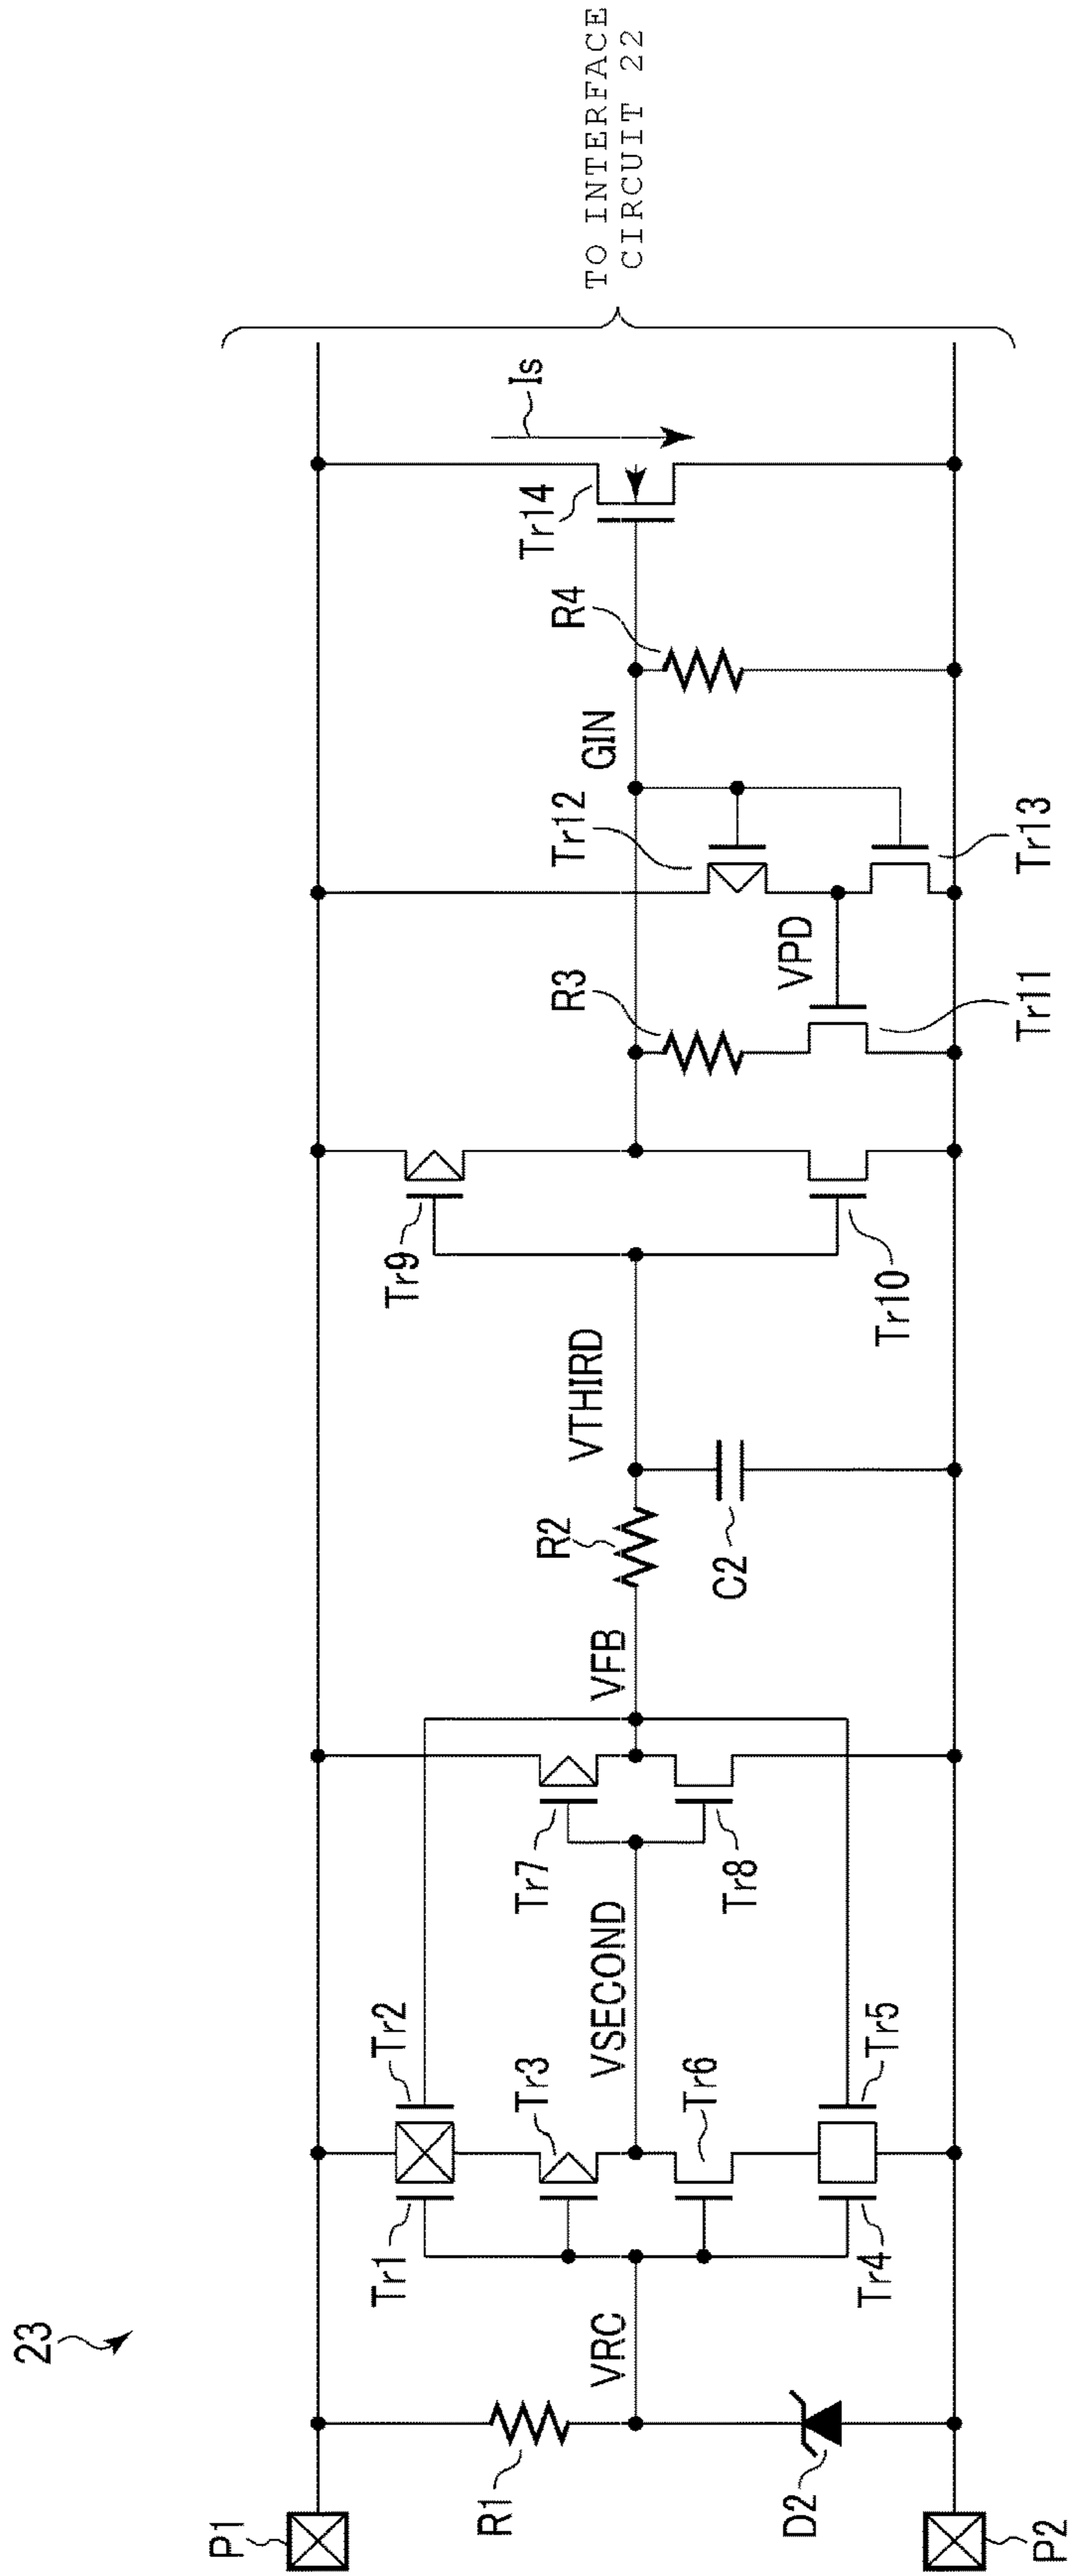 23
P1
R1
VRC
D2
P2
Tr1
Tr2
Tr3
VSECOND
Tr6
Tr4
Tr5
Tr7
Tr8
VFB
R2
C2
VTHIRD
Tr9
Tr10
R3
VPD
Tr11
Tr12
Tr13
GIN
R4
Tr14
Is
TO INTERFACE
CIRCUIT 22